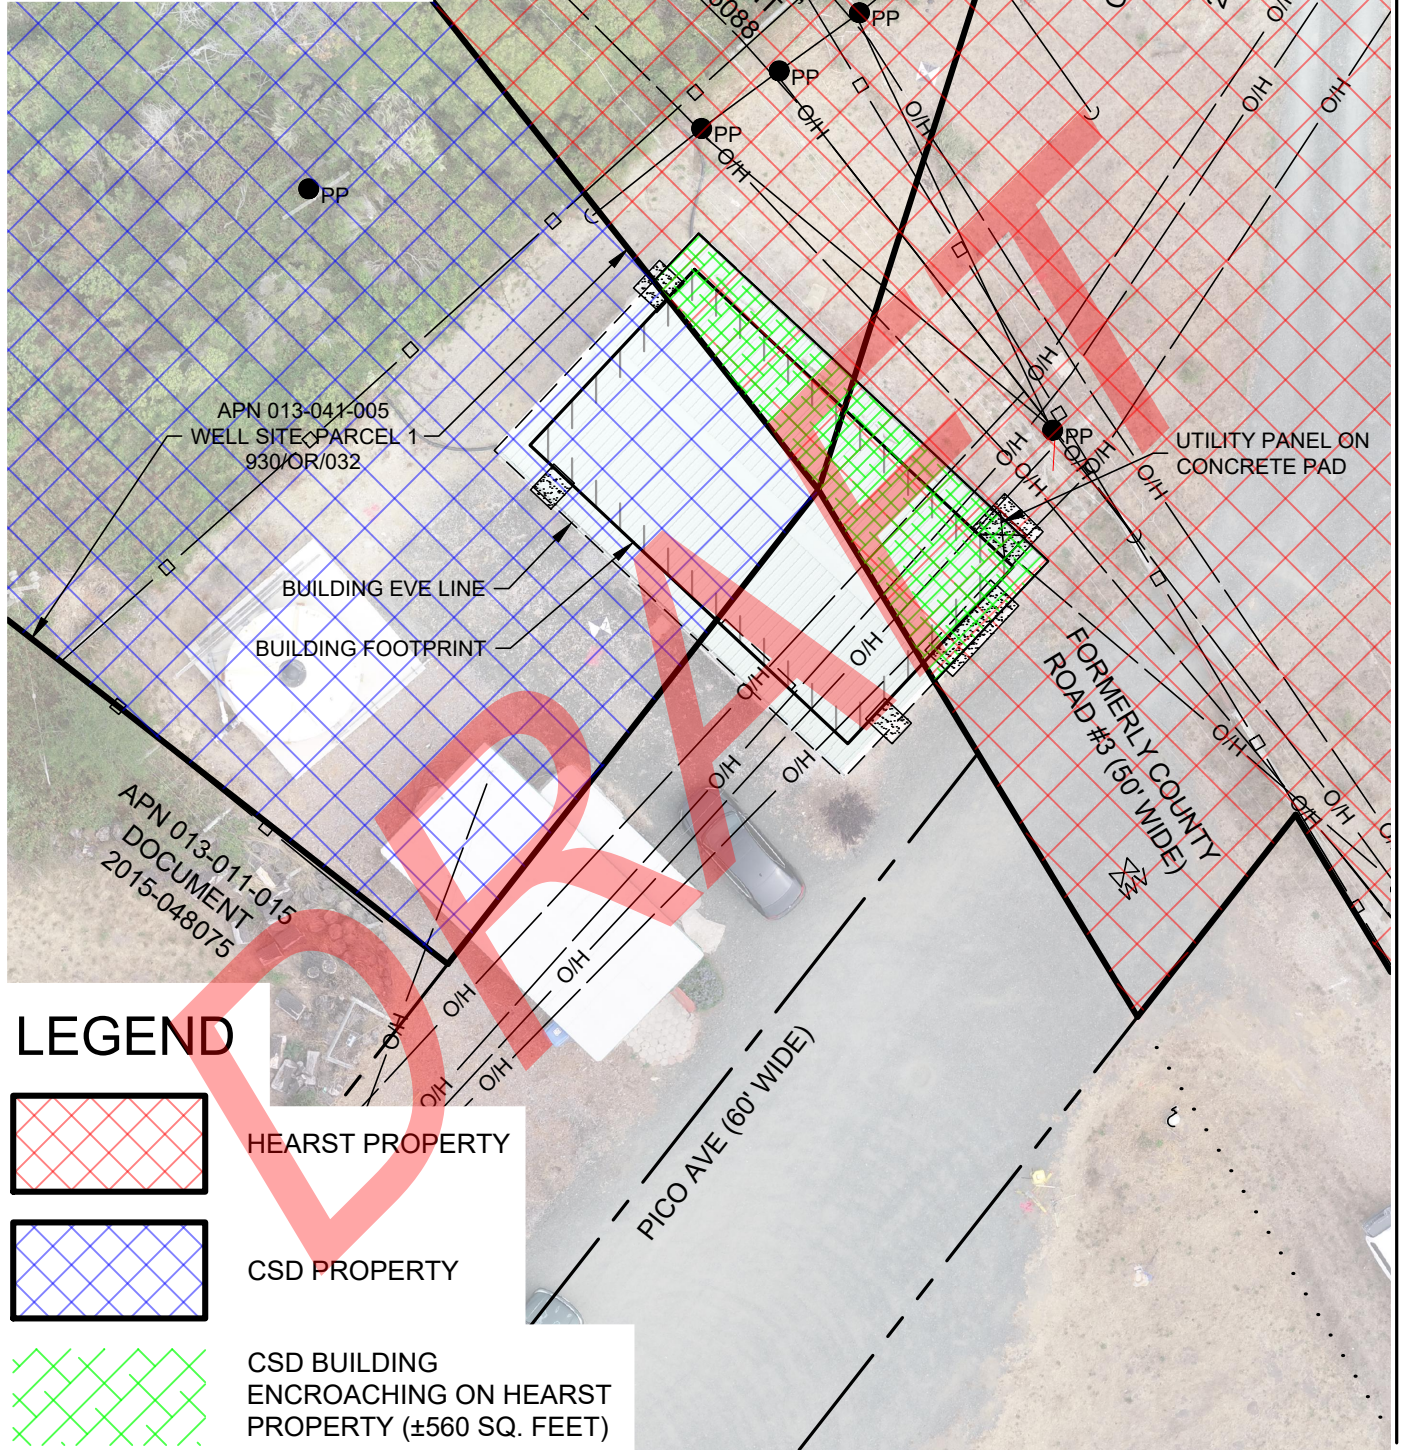 5088
PP
PP
PP
PP
O/H
O/H
O/H
O/H
O/H
O/H
APN 013-041-005
WELL SITE PARCEL 1
930/OR/032
O/H
O/H
O/H
PP
O/H
O/H
O/H
UTILITY PANEL ON
CONCRETE PAD
BUILDING EVE LINE
BUILDING FOOTPRINT
O/H
O/H
O/H
O/H
FORMERLY COUNTY
ROAD #3 (50' WIDE)
O/H
O/H
O/H
APN 013-011-015
DOCUMENT
2015-048075
O/H
O/H
O/H
O/H
O/H
PICO AVE (60' WIDE)
DRAFT
LEGEND
HEARST PROPERTY
CSD PROPERTY
CSD BUILDING
ENCROACHING ON HEARST
PROPERTY (±560 SQ. FEET)